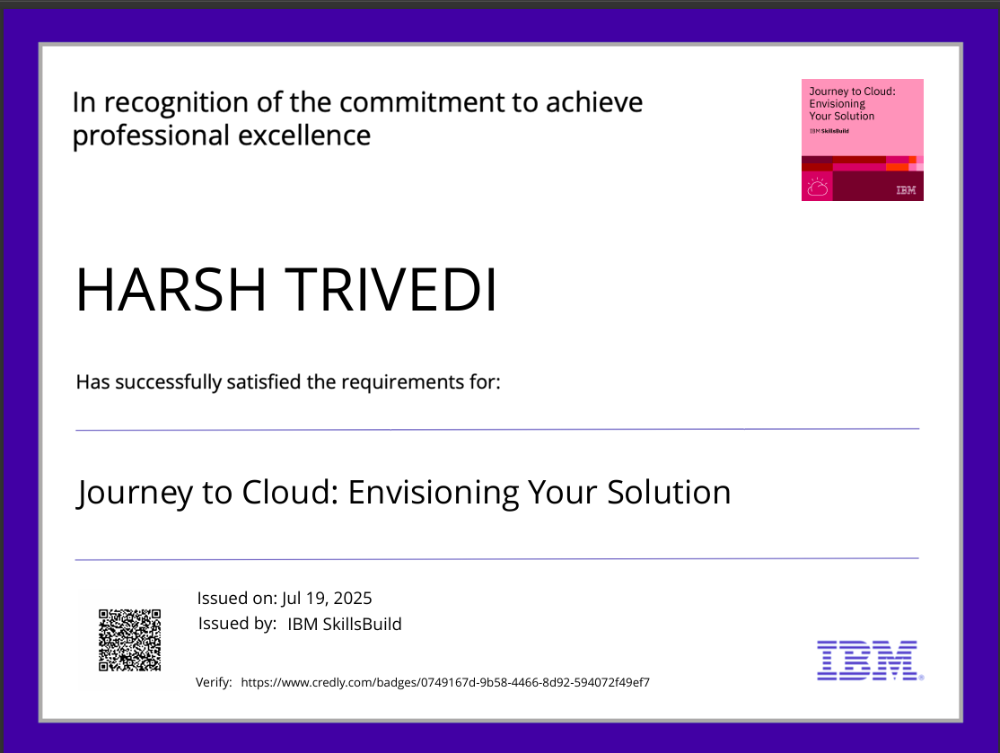 In recognition of the commitment to achieve
professional excellence
Journey to Cloud:
Envisioning
Your Solution
IBM SkillsBuild
IBM
HARSH TRIVEDI
Has successfully satisfied the requirements for:
Journey to Cloud: Envisioning Your Solution
Issued on: Jul 19, 2025
Issued by: IBM SkillsBuild
Verify: https://www.credly.com/badges/0749167d-9b58-4466-8d92-594072f49ef7
IBM®